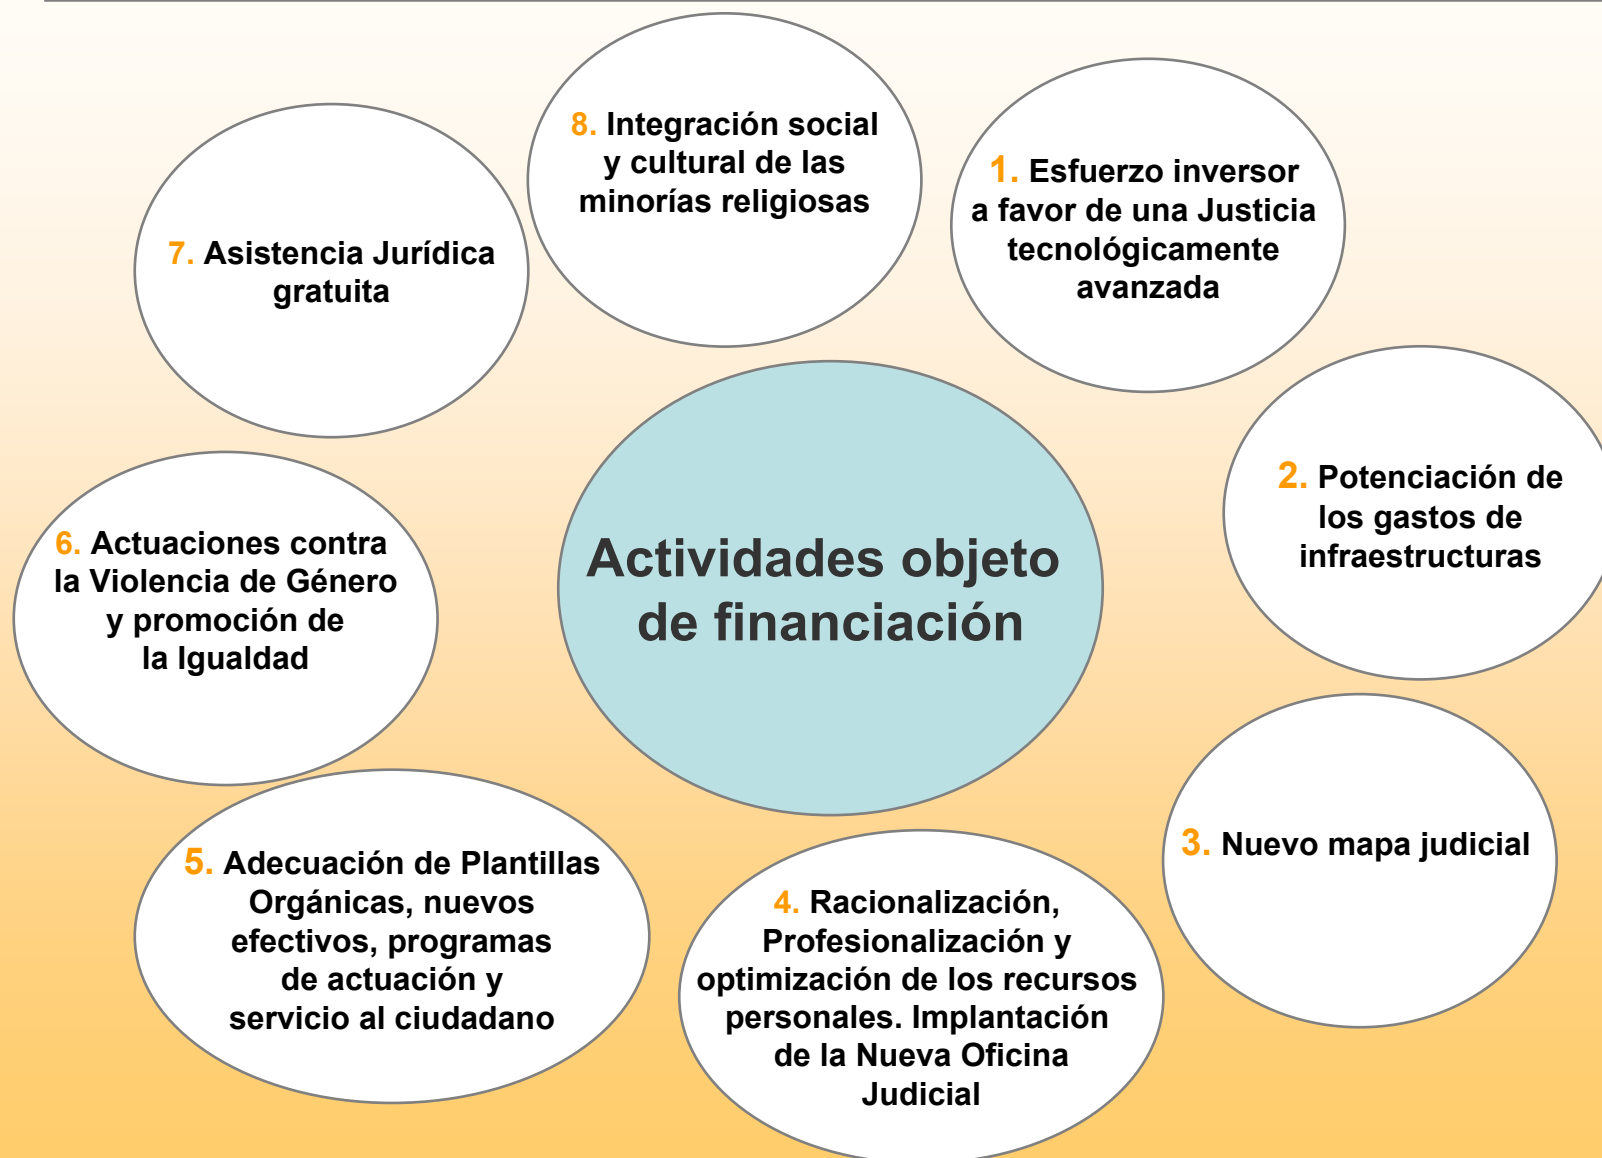 Actividades objeto
de financiación
1. Esfuerzo inversor
a favor de una Justicia
tecnológicamente
avanzada
2. Potenciación de
los gastos de
infraestructuras
3. Nuevo mapa judicial
4. Racionalización,
Profesionalización y
optimización de los recursos
personales. Implantación
de la Nueva Oficina
Judicial
5. Adecuación de Plantillas
Orgánicas, nuevos
efectivos, programas
de actuación y
servicio al ciudadano
6. Actuaciones contra
la Violencia de Género
y promoción de
la Igualdad
7. Asistencia Jurídica
gratuita
8. Integración social
y cultural de las
minorías religiosas